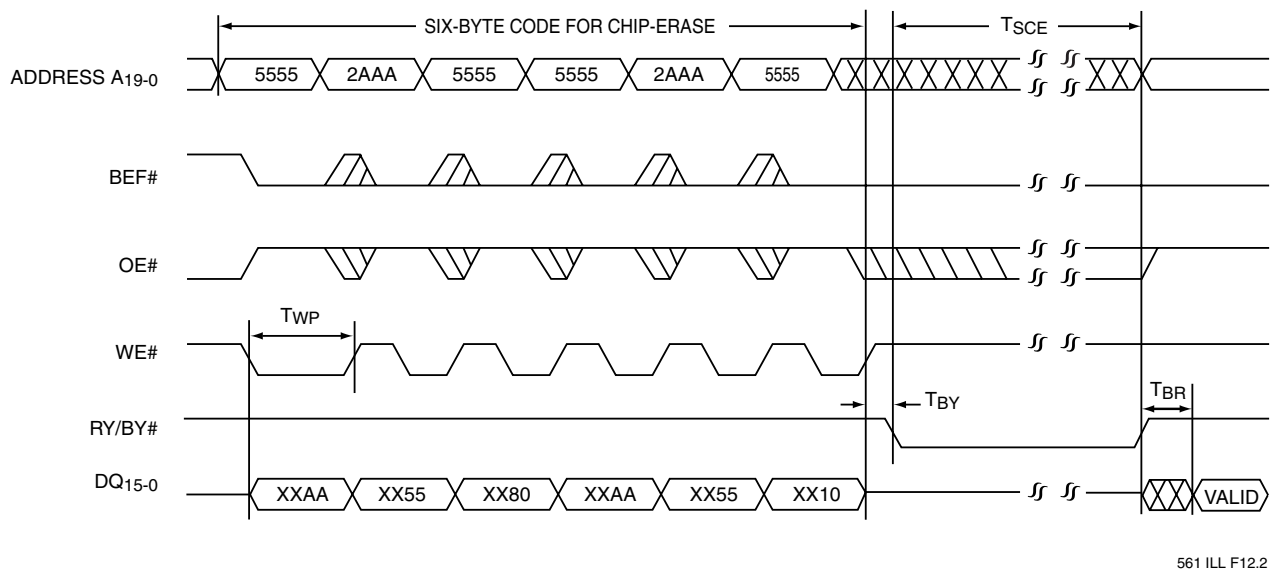 SIX-BYTE CODE FOR CHIP-ERASE TSCE
ADDRESS A19-0 5555 2AAA 5555 5555 2AAA 5555
BEF#
OE#
TWP
WE#
TBY TBR
RY/BY#
DQ15-0 XXAA XX55 XX80 XXAA XX55 XX10 VALID
561 ILL F12.2